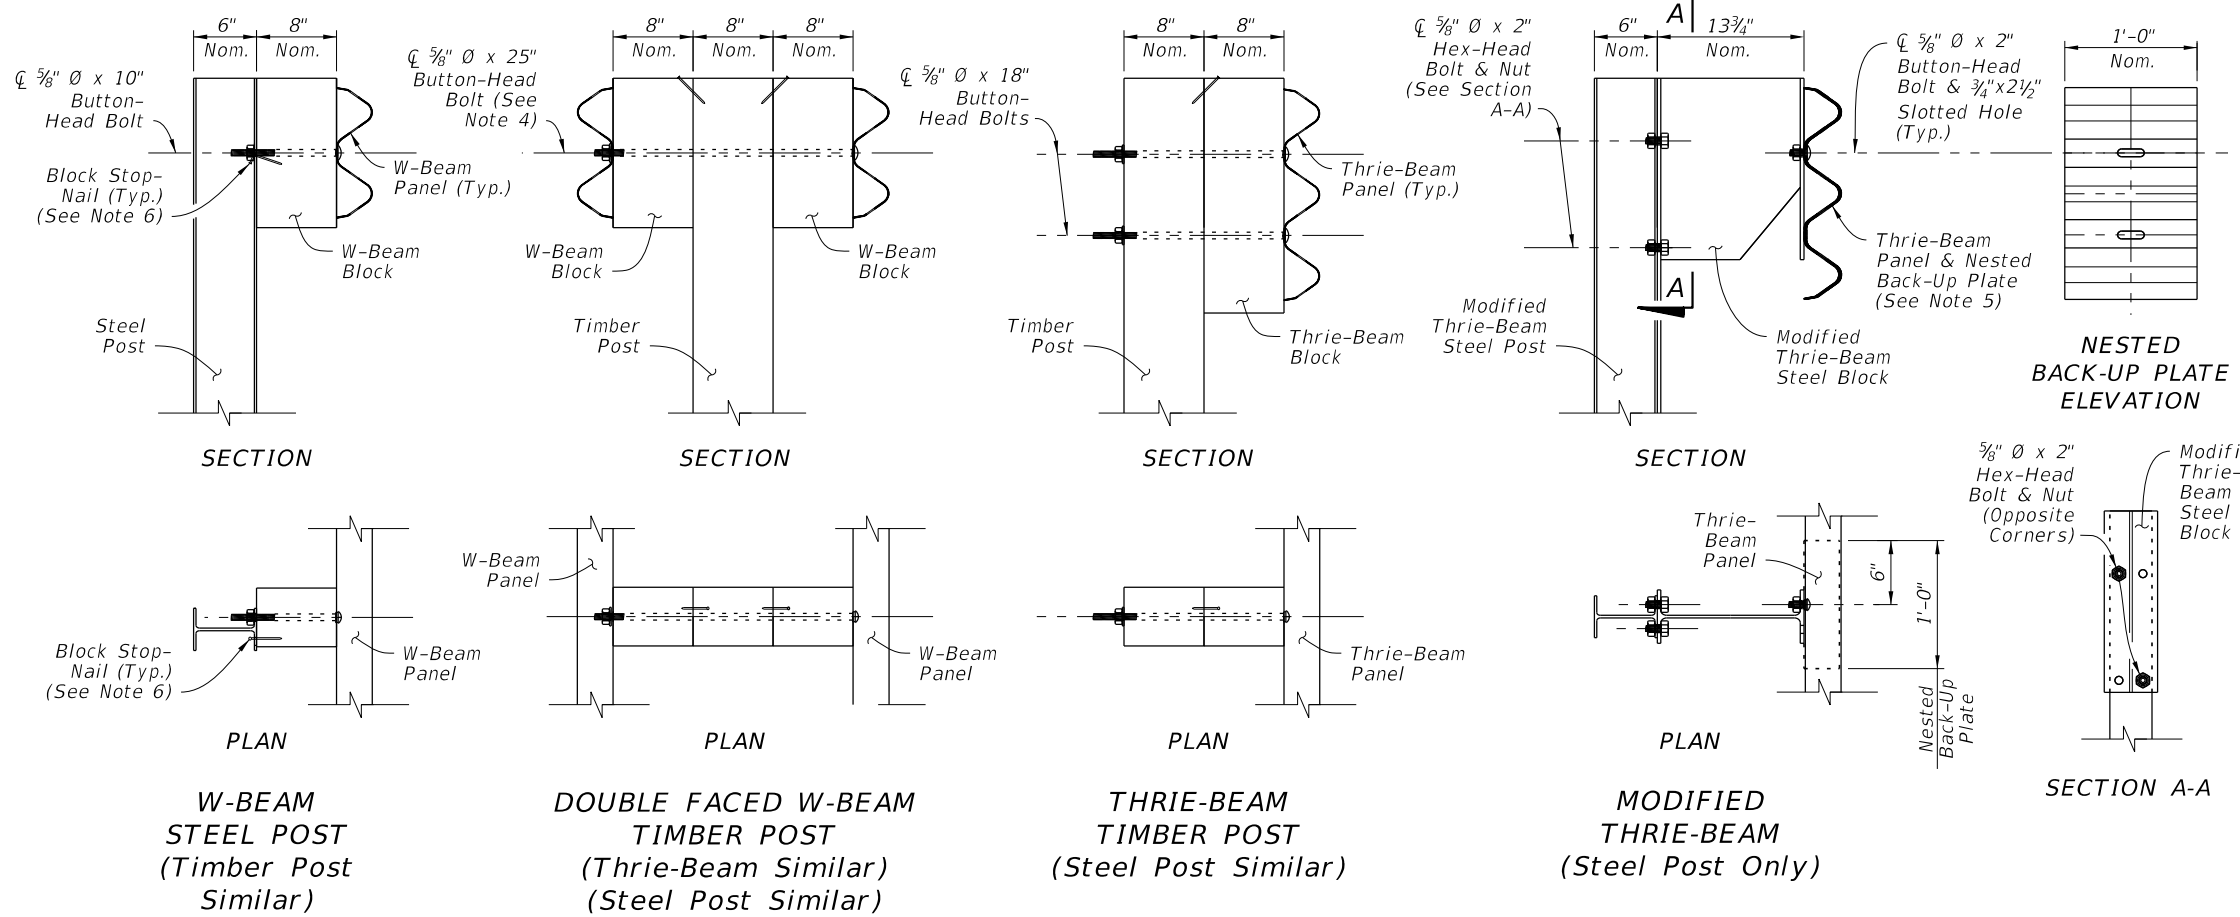 6"
Nom.
8"
Nom.
℄ ⅝" Ø x 10"
Button-
Head Bolt
Block Stop-
Nail (Typ.)
(See Note 6)
W-Beam
Panel (Typ.)
W-Beam
Block
Steel
Post
SECTION
8"
Nom.
8"
Nom.
8"
Nom.
℄ ⅝" Ø x 25"
Button-Head
Bolt (See
Note 4)
W-Beam
Block
W-Beam
Block
Timber
Post
SECTION
8"
Nom.
8"
Nom.
℄ ⅝" Ø x 18"
Button-
Head Bolts
Thrie-Beam
Panel (Typ.)
Timber
Post
Thrie-Beam
Block
SECTION
℄ ⅝" Ø x 2"
Hex-Head
Bolt & Nut
(See Section
A-A)
6"
Nom.
A
13¾"
Nom.
℄ ⅝" Ø x 2"
Button-Head
Bolt & ¾"x2½"
Slotted Hole
(Typ.)
A
Modified
Thrie-Beam
Steel Post
Modified
Thrie-Beam
Steel Block
Thrie-Beam
Panel & Nested
Back-Up Plate
(See Note 5)
SECTION
1'-0"
Nom.
NESTED
BACK-UP PLATE
ELEVATION
Block Stop-
Nail (Typ.)
(See Note 6)
W-Beam
Panel
PLAN
W-BEAM
STEEL POST
(Timber Post
Similar)
W-Beam
Panel
W-Beam
Panel
PLAN
DOUBLE FACED W-BEAM
TIMBER POST
(Thrie-Beam Similar)
(Steel Post Similar)
Thrie-Beam
Panel
PLAN
THRIE-BEAM
TIMBER POST
(Steel Post Similar)
Thrie-
Beam
Panel
6"
1'-0"
Nested
Back-Up
Plate
PLAN
MODIFIED
THRIE-BEAM
(Steel Post Only)
⅝" Ø x 2"
Hex-Head
Bolt & Nut
(Opposite
Corners)
Modifi
Thrie-
Beam
Steel
Block
SECTION A-A